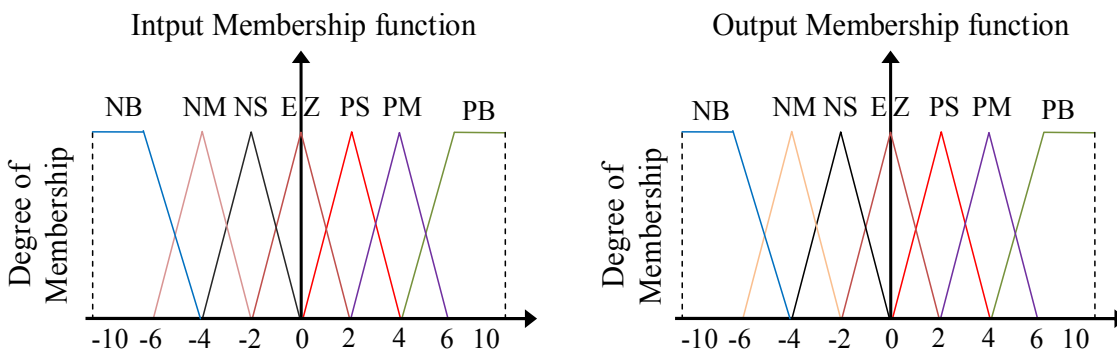 Intput Membership function
NB NM NS EZ PS PM PB
Degree of
Membership
-10 -6 -4 -2 0 2 4 6 10
Output Membership function
NB NM NS EZ PS PM PB
Degree of
Membership
-10 -6 -4 -2 0 2 4 6 10